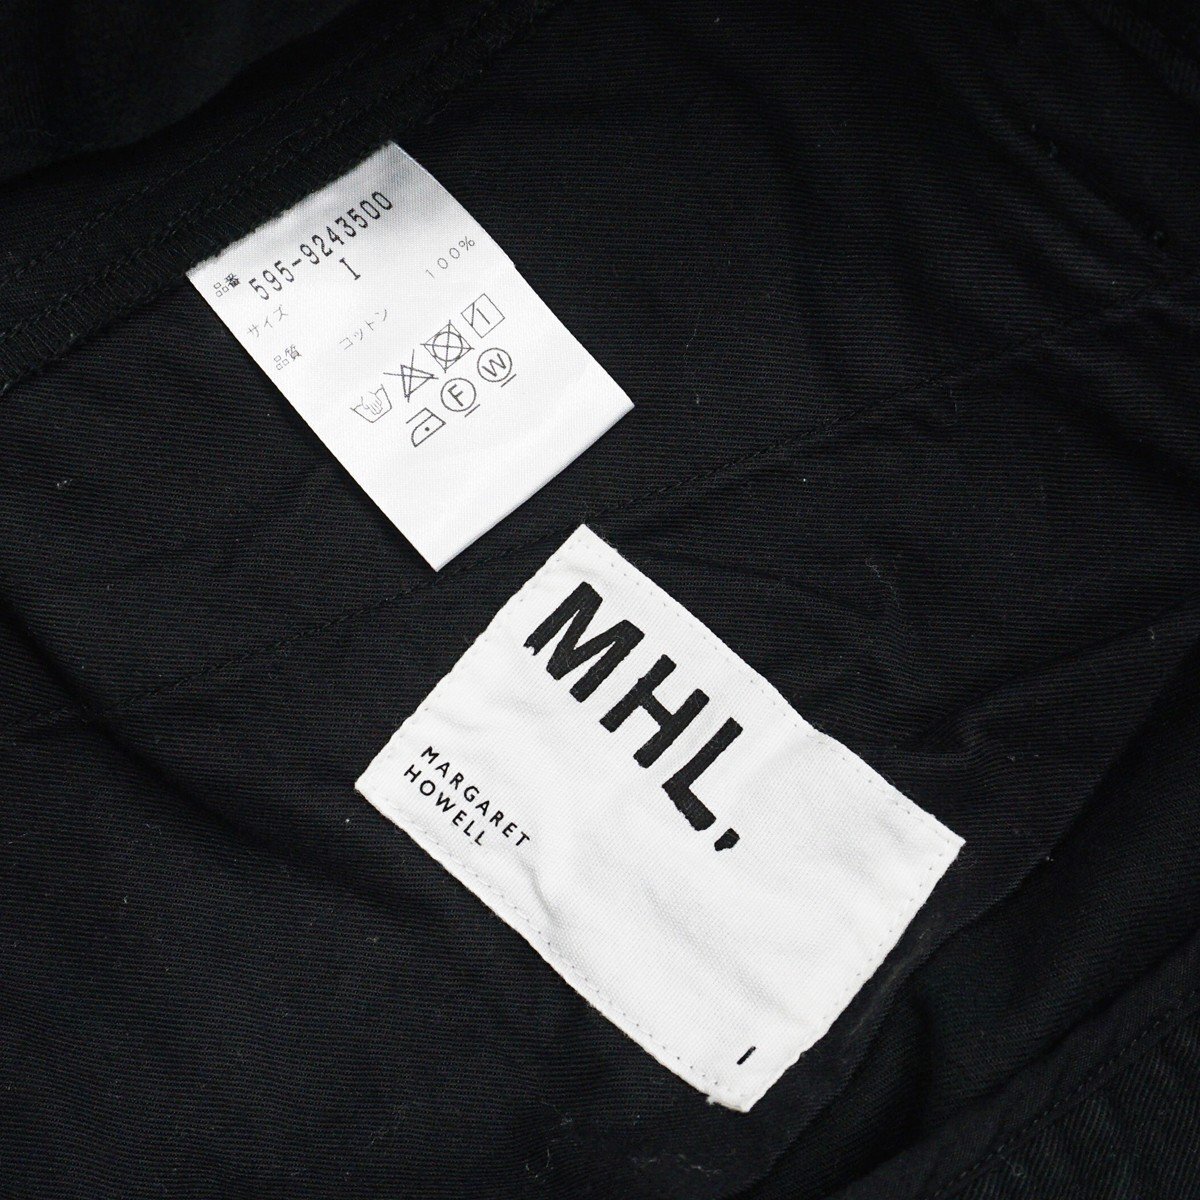 品番 595-9243500
サイズ I
品質 コットン 100%
F W
MHL.
MARGARET
HOWELL
I